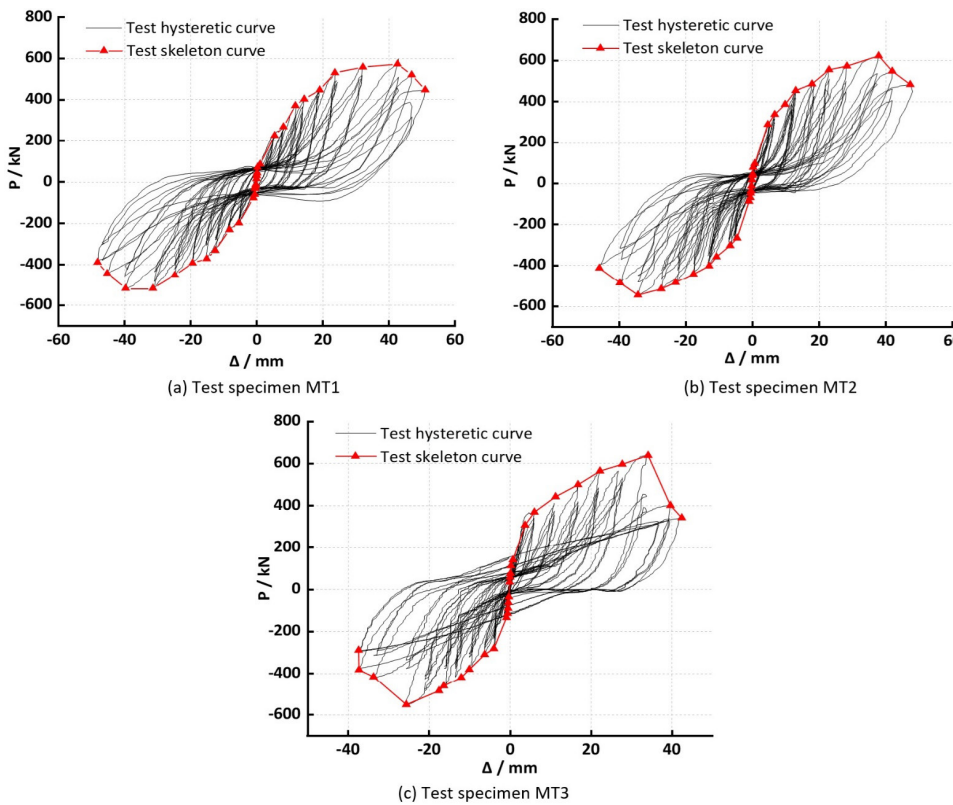 800
600
400
200
0
-200
-400
-600
P / kN
Test hysteretic curve
Test skeleton curve
-60 -40 -20 0 20 40 60
Δ / mm
(a) Test specimen MT1
800
600
400
200
0
-200
-400
-600
P / kN
Test hysteretic curve
Test skeleton curve
-60 -40 -20 0 20 40 60
Δ / mm
(b) Test specimen MT2
800
600
400
200
0
-200
-400
-600
P / kN
Test hysteretic curve
Test skeleton curve
-40 -20 0 20 40
Δ / mm
(c) Test specimen MT3